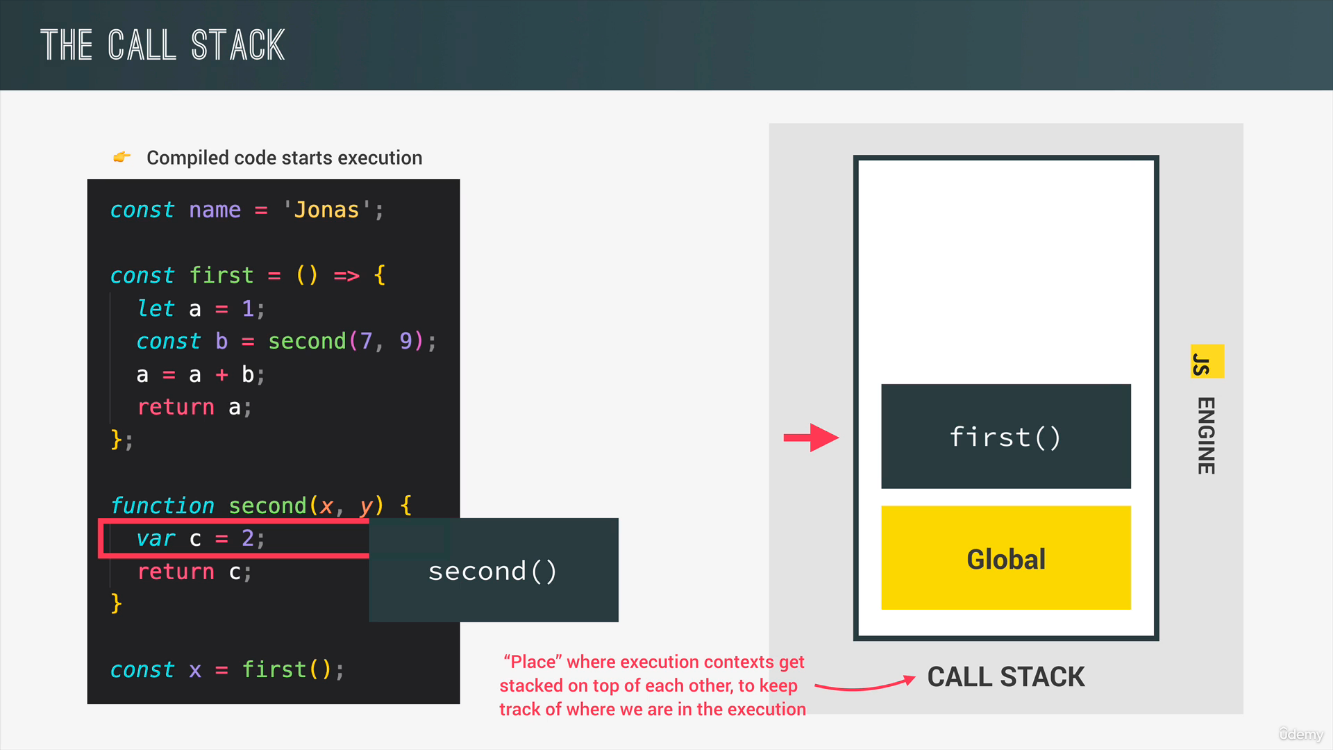 THE CALL STACK
Compiled code starts execution
const name = 'Jonas';
const first = () => {
let a = 1;
const b = second(7, 9);
a = a + b;
return a;
};
function second(x, y) {
var c = 2;
return c;
}
const x = first();
second()
“Place” where execution contexts get
stacked on top of each other, to keep
track of where we are in the execution
first()
Global
CALL STACK
JS
ENGINE
ûdemy